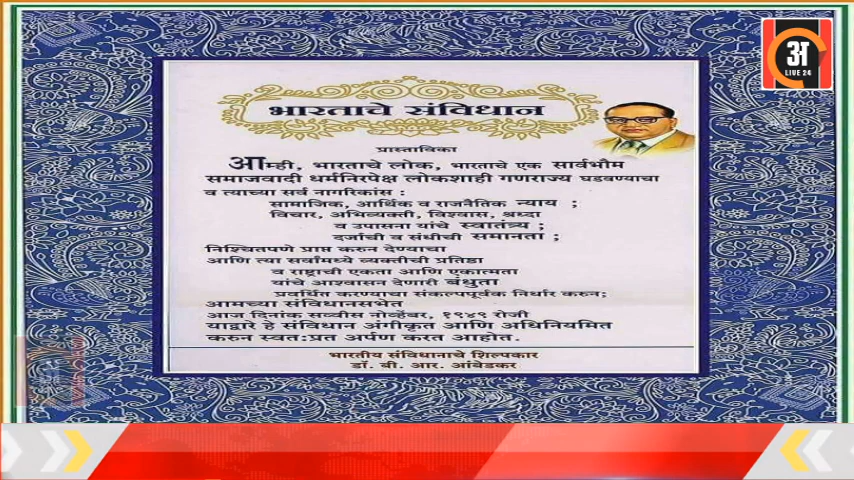 अ
LIVE 24
भारताचे संविधान
प्रास्ताविका
आम्ही, भारताचे लोक, भारताचे एक सार्वभौम
समाजवादी धर्मनिरपेक्ष लोकशाही गणराज्य घडवण्याचा
व त्याच्या सर्व नागरिकांस :
सामाजिक, आर्थिक व राजनैतिक न्याय ;
विचार, अभिव्यक्ती, विश्वास, श्रध्दा
व उपासना यांचे स्वातंत्र्य ;
दर्जाची व संधीची समानता ;
निश्चितपणे प्राप्त करुन देण्याचा
आणि त्या सर्वांमध्ये व्यक्तीची प्रतिष्ठा
व राष्ट्राची एकता आणि एकात्मता
यांचे आश्वासन देणारी बंधुता
प्रवर्धित करण्याचा संकल्पपूर्वक निर्धार करुन;
आमच्या संविधानसभेत
आज दिनांक सव्वीस नोव्हेंबर, १९४९ रोजी
याद्वारे हे संविधान अंगीकृत आणि अधिनियमित
करुन स्वत:प्रत अर्पण करत आहोत.
भारतीय संविधानाचे शिल्पकार
डॉ. बी. आर. आंबेडकर